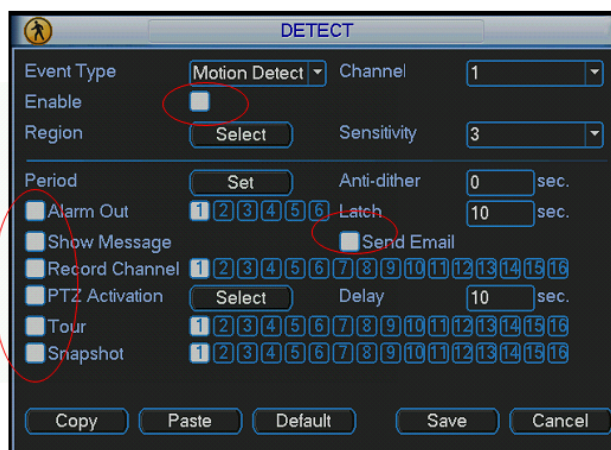 DETECT
Event Type Motion Detect Channel 1
Enable
Region Select Sensitivity 3
Period Set Anti-dither 0 sec.
Alarm Out 1 2 3 4 5 6 Latch 10 sec.
Show Message Send Email
Record Channel 1 2 3 4 5 6 7 8 9 10 11 12 13 14 15 16
PTZ Activation Select Delay 10 sec.
Tour 1 2 3 4 5 6 7 8 9 10 11 12 13 14 15 16
Snapshot 1 2 3 4 5 6 7 8 9 10 11 12 13 14 15 16
Copy Paste Default Save Cancel